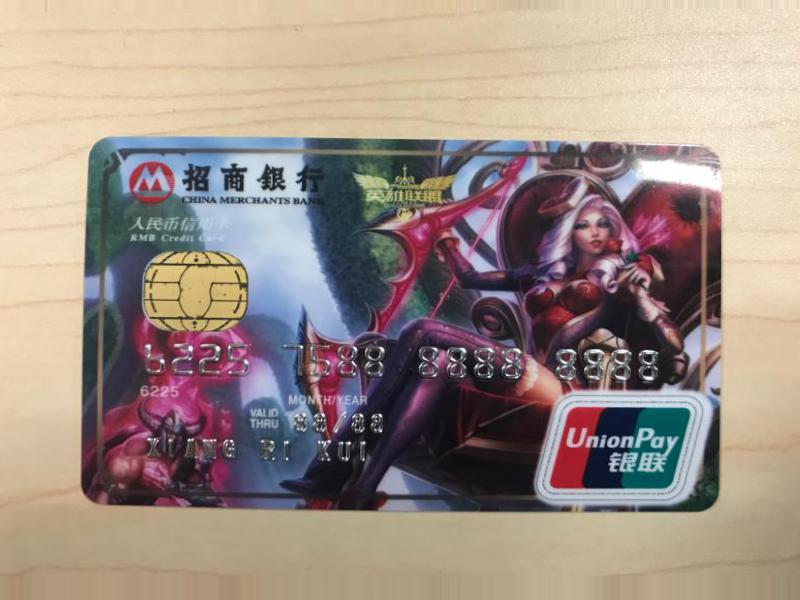 招商银行
CHINA MERCHANTS BANK
英雄联盟
人民币信用卡
RMB Credit Card
6225 7588 8888 8888
6225
MONTH/YEAR
VALID THRU 88/88
XIANG RI KUI
UnionPay
银联